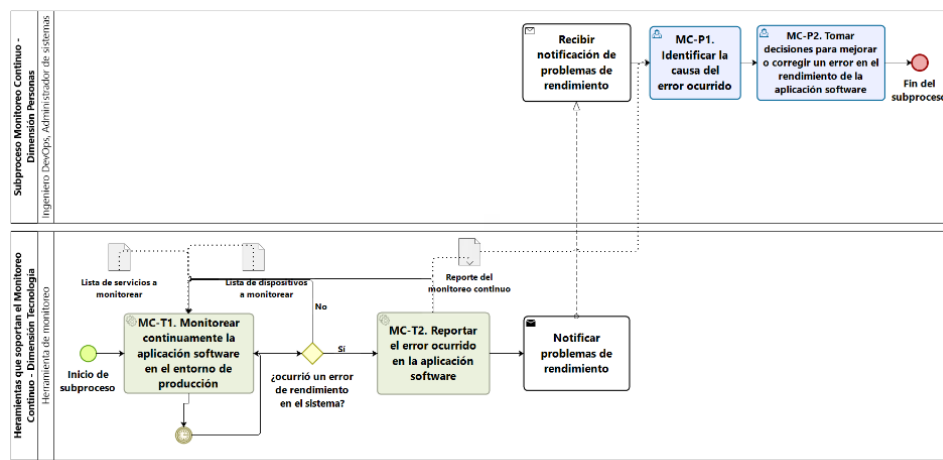 Subproceso Monitoreo Continuo -
Dimensión Personas
Ingeniero DevOps, Administrador de sistemas
Recibir
notificación de
problemas de
rendimiento
MC-P1.
Identificar la
causa del
error ocurrido
MC-P2. Tomar
decisiones para mejorar
o corregir un error en el
rendimiento de la
aplicación software
Fin del
subproceso
Heramientas que soportan el Monitoreo
Continuo - Dimensión Tecnología
Herramienta de monitoreo
Lista de servicios a
monitorear
Lista de dispositivos
a monitorear
Reporte del
monitoreo continuo
No
Inicio de
subproceso
MC-T1. Monitorear
continuamente la
aplicación software
en el entorno de
producción
Sí
¿ocurrió un error
de rendimiento
en el sistema?
MC-T2. Reportar
el error ocurrido
en la aplicación
software
Notificar
problemas de
rendimiento